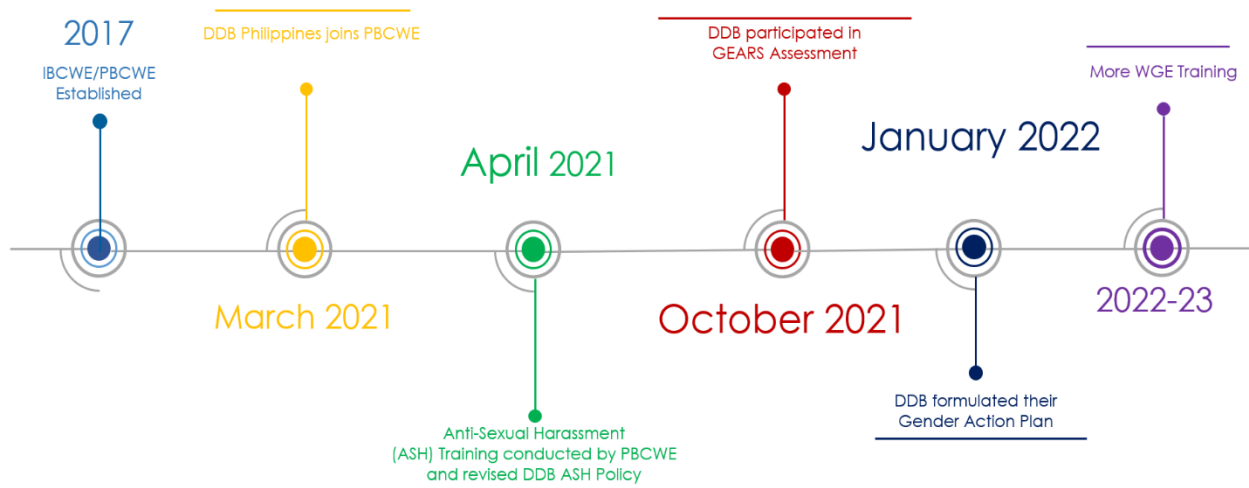 2017
IBCWE/PBCWE
Established
DDB Philippines joins PBCWE
March 2021
April 2021
Anti-Sexual Harassment
(ASH) Training conducted by PBCWE
and revised DDB ASH Policy
DDB participated in
GEARS Assessment
October 2021
January 2022
DDB formulated their
Gender Action Plan
More WGE Training
2022-23